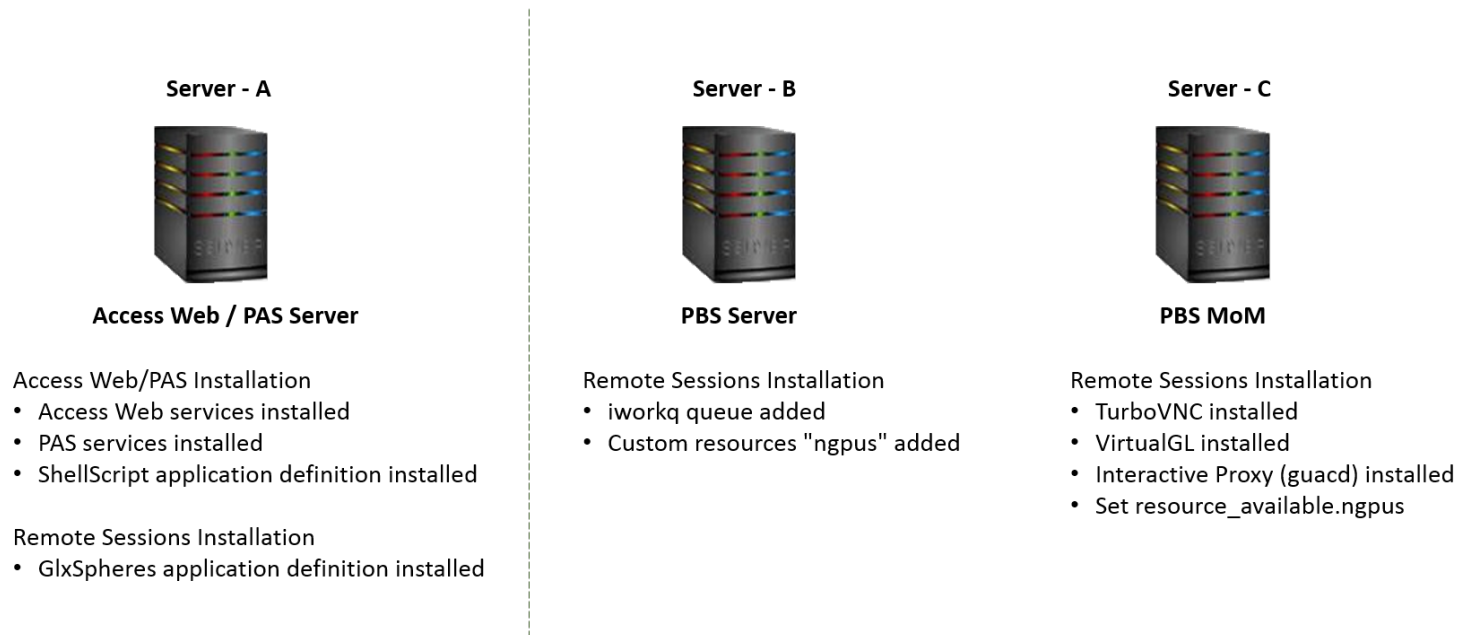 Server - A
Access Web / PAS Server
Access Web/PAS Installation
• Access Web services installed
• PAS services installed
• ShellScript application definition installed
Remote Sessions Installation
• GlxSpheres application definition installed
Server - B
PBS Server
Remote Sessions Installation
• iworkq queue added
• Custom resources "ngpus" added
Server - C
PBS MoM
Remote Sessions Installation
• TurboVNC installed
• VirtualGL installed
• Interactive Proxy (guacd) installed
• Set resource_available.ngpus